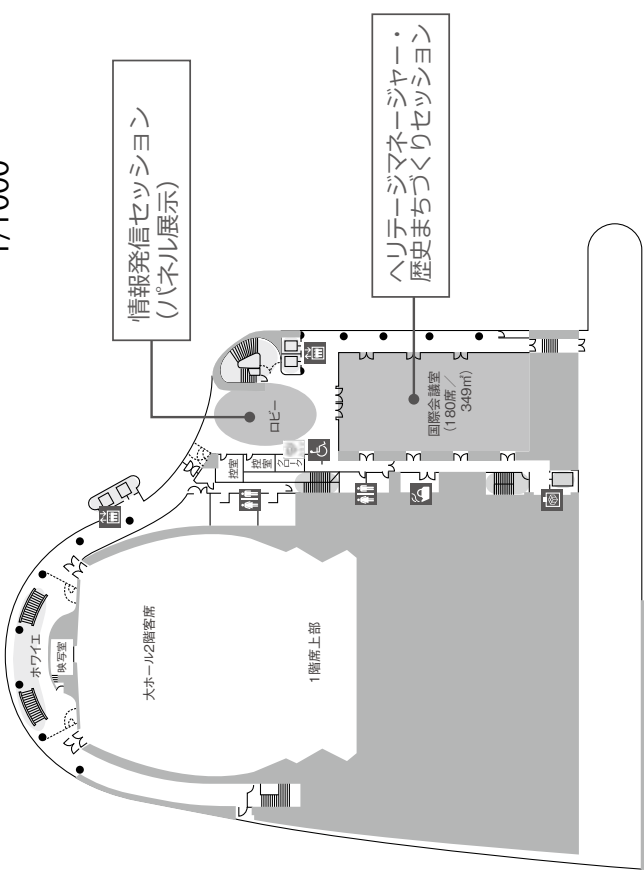 1/1000
情報発信セッション
(パネル展示)
ヘリテージマネージャー・
歴史まちづくりセッション
ロビー
国際会議室
(180席/
349㎡)
控室
控室
クローク
ホワイエ
映写室
大ホール2階客席
1階席上部